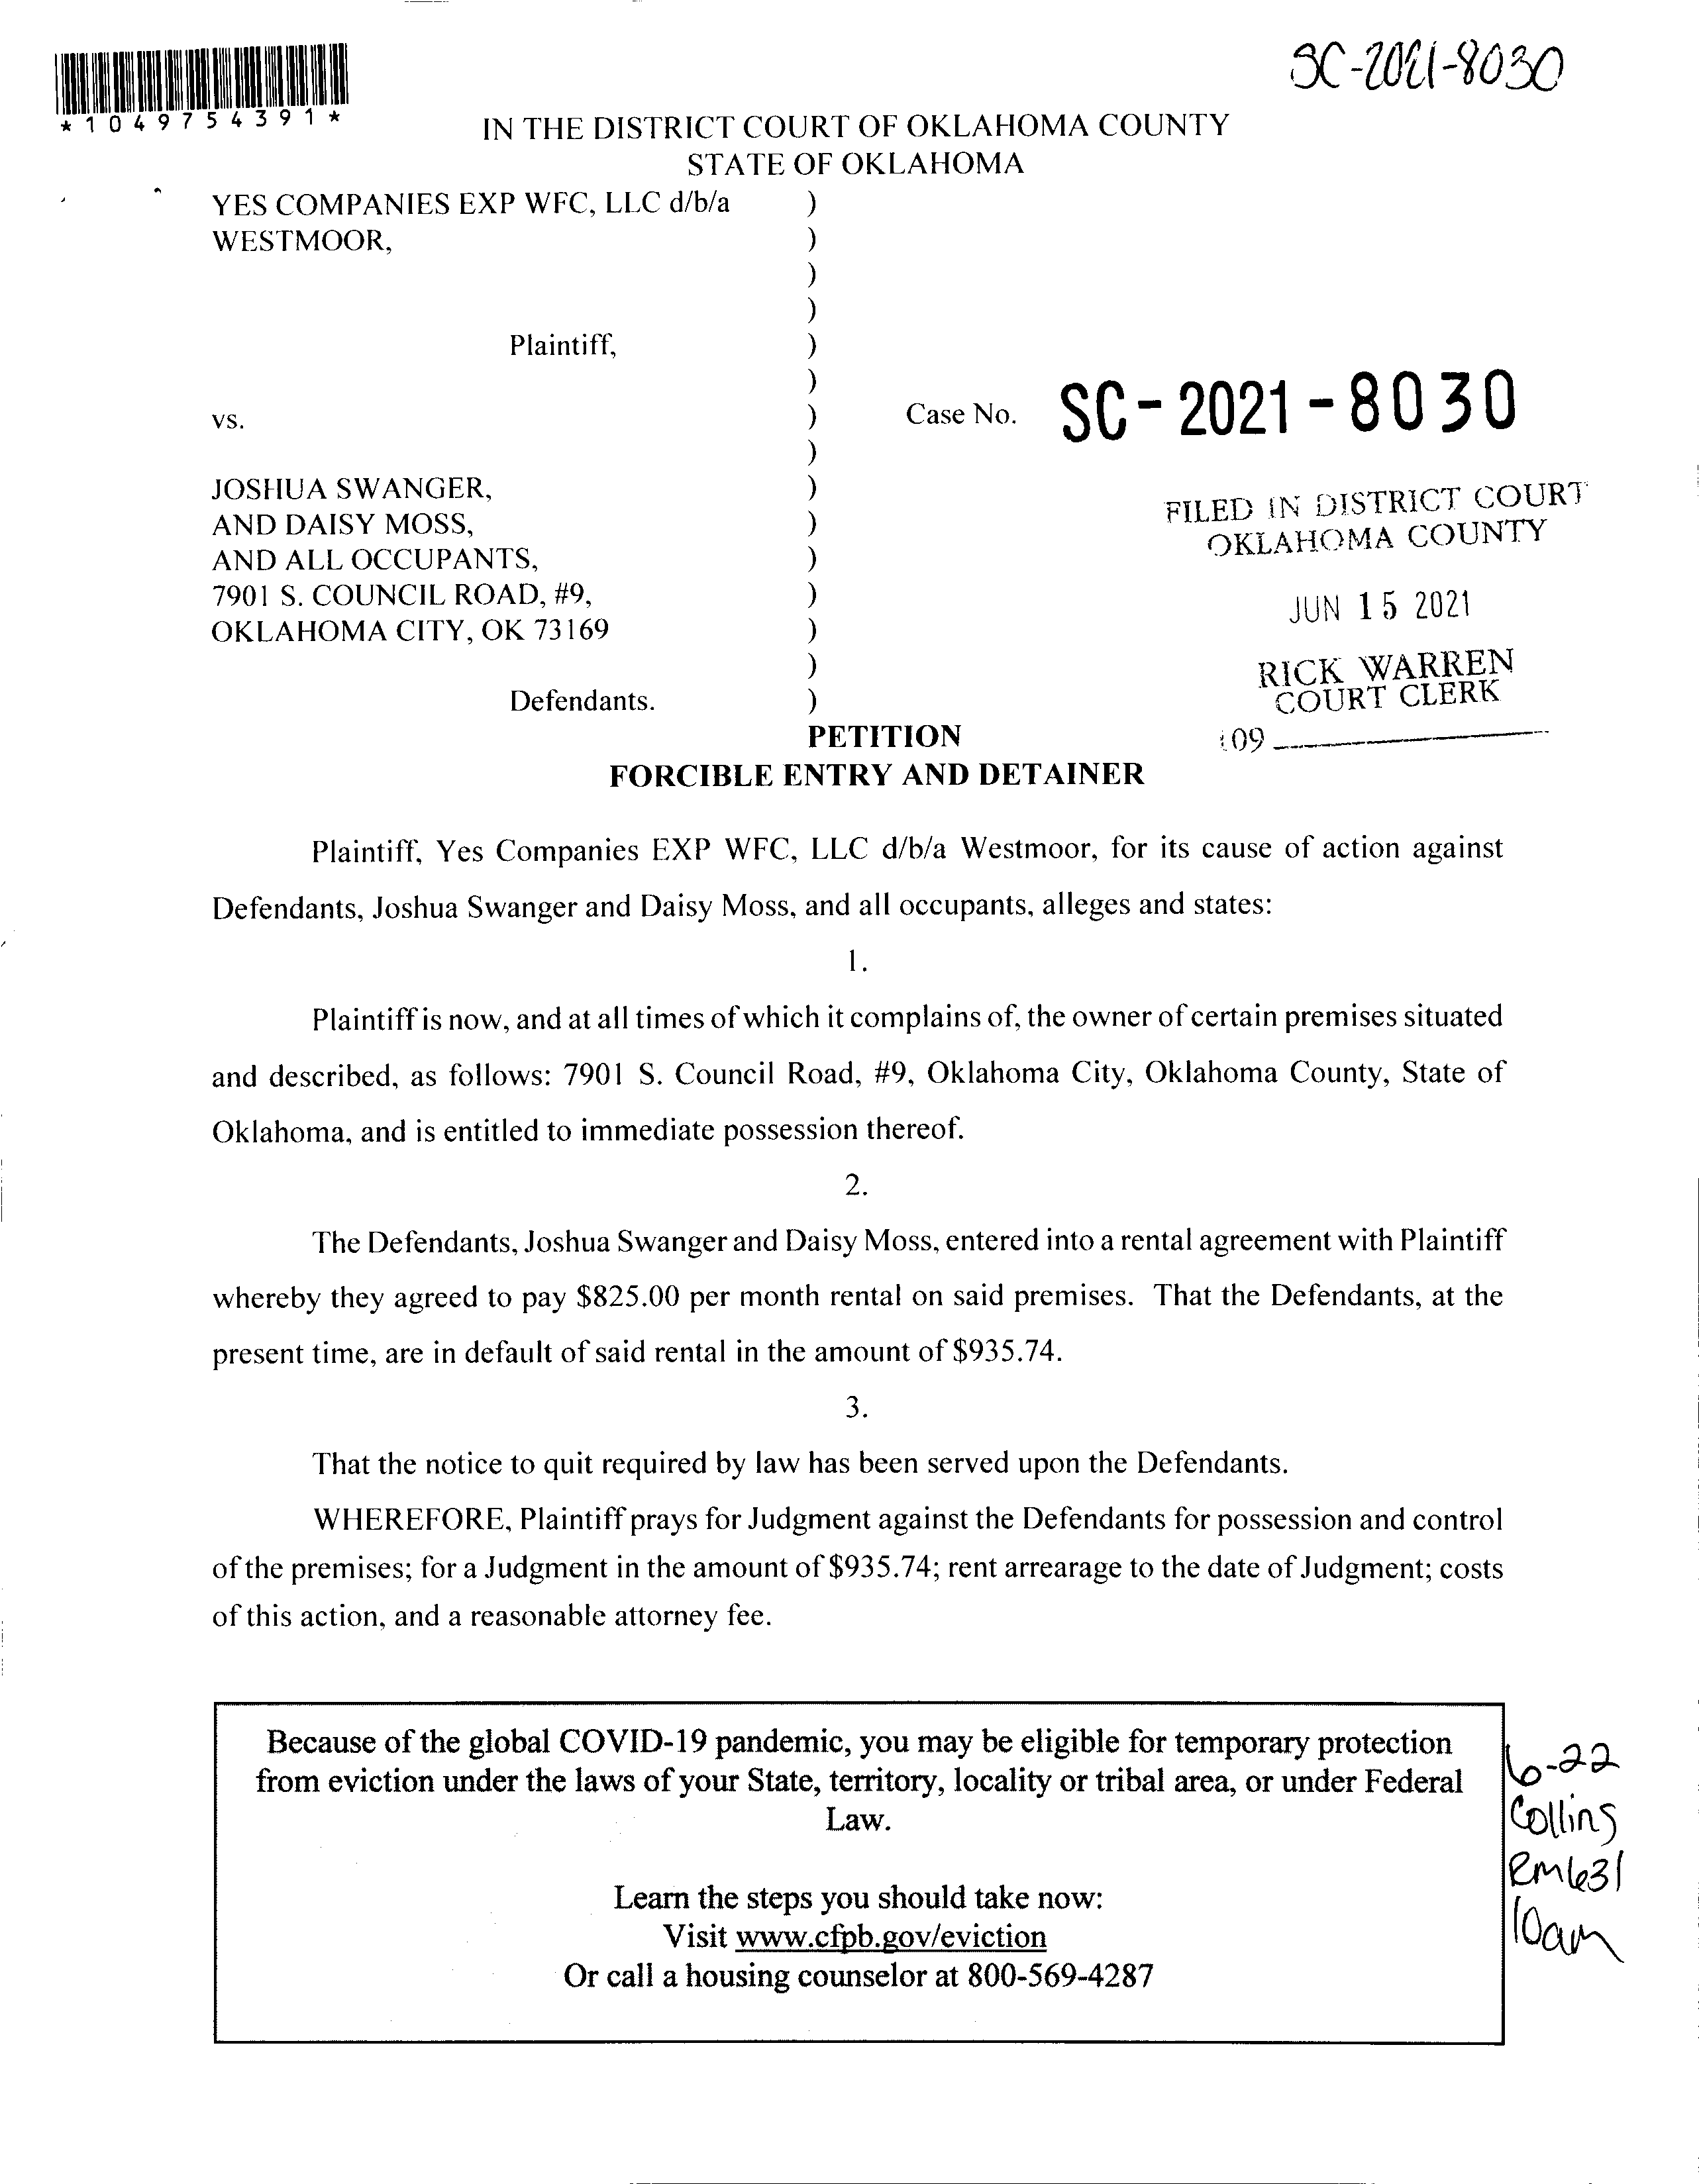 SC-2021-8030
*1049754391*
IN THE DISTRICT COURT OF OKLAHOMA COUNTY
STATE OF OKLAHOMA
YES COMPANIES EXP WFC, LLC d/b/a )
WESTMOOR, )
)
)
Plaintiff, )
)
vs. ) Case No. SC-2021-8030
)
JOSHUA SWANGER, )
AND DAISY MOSS, )
AND ALL OCCUPANTS, )
7901 S. COUNCIL ROAD, #9, )
OKLAHOMA CITY, OK 73169 )
)
Defendants. )
FILED IN DISTRICT COURT
OKLAHOMA COUNTY
JUN 15 2021
RICK WARREN
COURT CLERK
109
PETITION
FORCIBLE ENTRY AND DETAINER
Plaintiff, Yes Companies EXP WFC, LLC d/b/a Westmoor, for its cause of action against
Defendants, Joshua Swanger and Daisy Moss, and all occupants, alleges and states:
1.
Plaintiff is now, and at all times of which it complains of, the owner of certain premises situated
and described, as follows: 7901 S. Council Road, #9, Oklahoma City, Oklahoma County, State of
Oklahoma, and is entitled to immediate possession thereof.
2.
The Defendants, Joshua Swanger and Daisy Moss, entered into a rental agreement with Plaintiff
whereby they agreed to pay $825.00 per month rental on said premises. That the Defendants, at the
present time, are in default of said rental in the amount of $935.74.
3.
That the notice to quit required by law has been served upon the Defendants.
WHEREFORE, Plaintiff prays for Judgment against the Defendants for possession and control
of the premises; for a Judgment in the amount of $935.74; rent arrearage to the date of Judgment; costs
of this action, and a reasonable attorney fee.
Because of the global COVID-19 pandemic, you may be eligible for temporary protection
from eviction under the laws of your State, territory, locality or tribal area, or under Federal
Law.
Learn the steps you should take now:
Visit www.cfpb.gov/eviction
Or call a housing counselor at 800-569-4287
6-22
Collins
Rm 631
10am